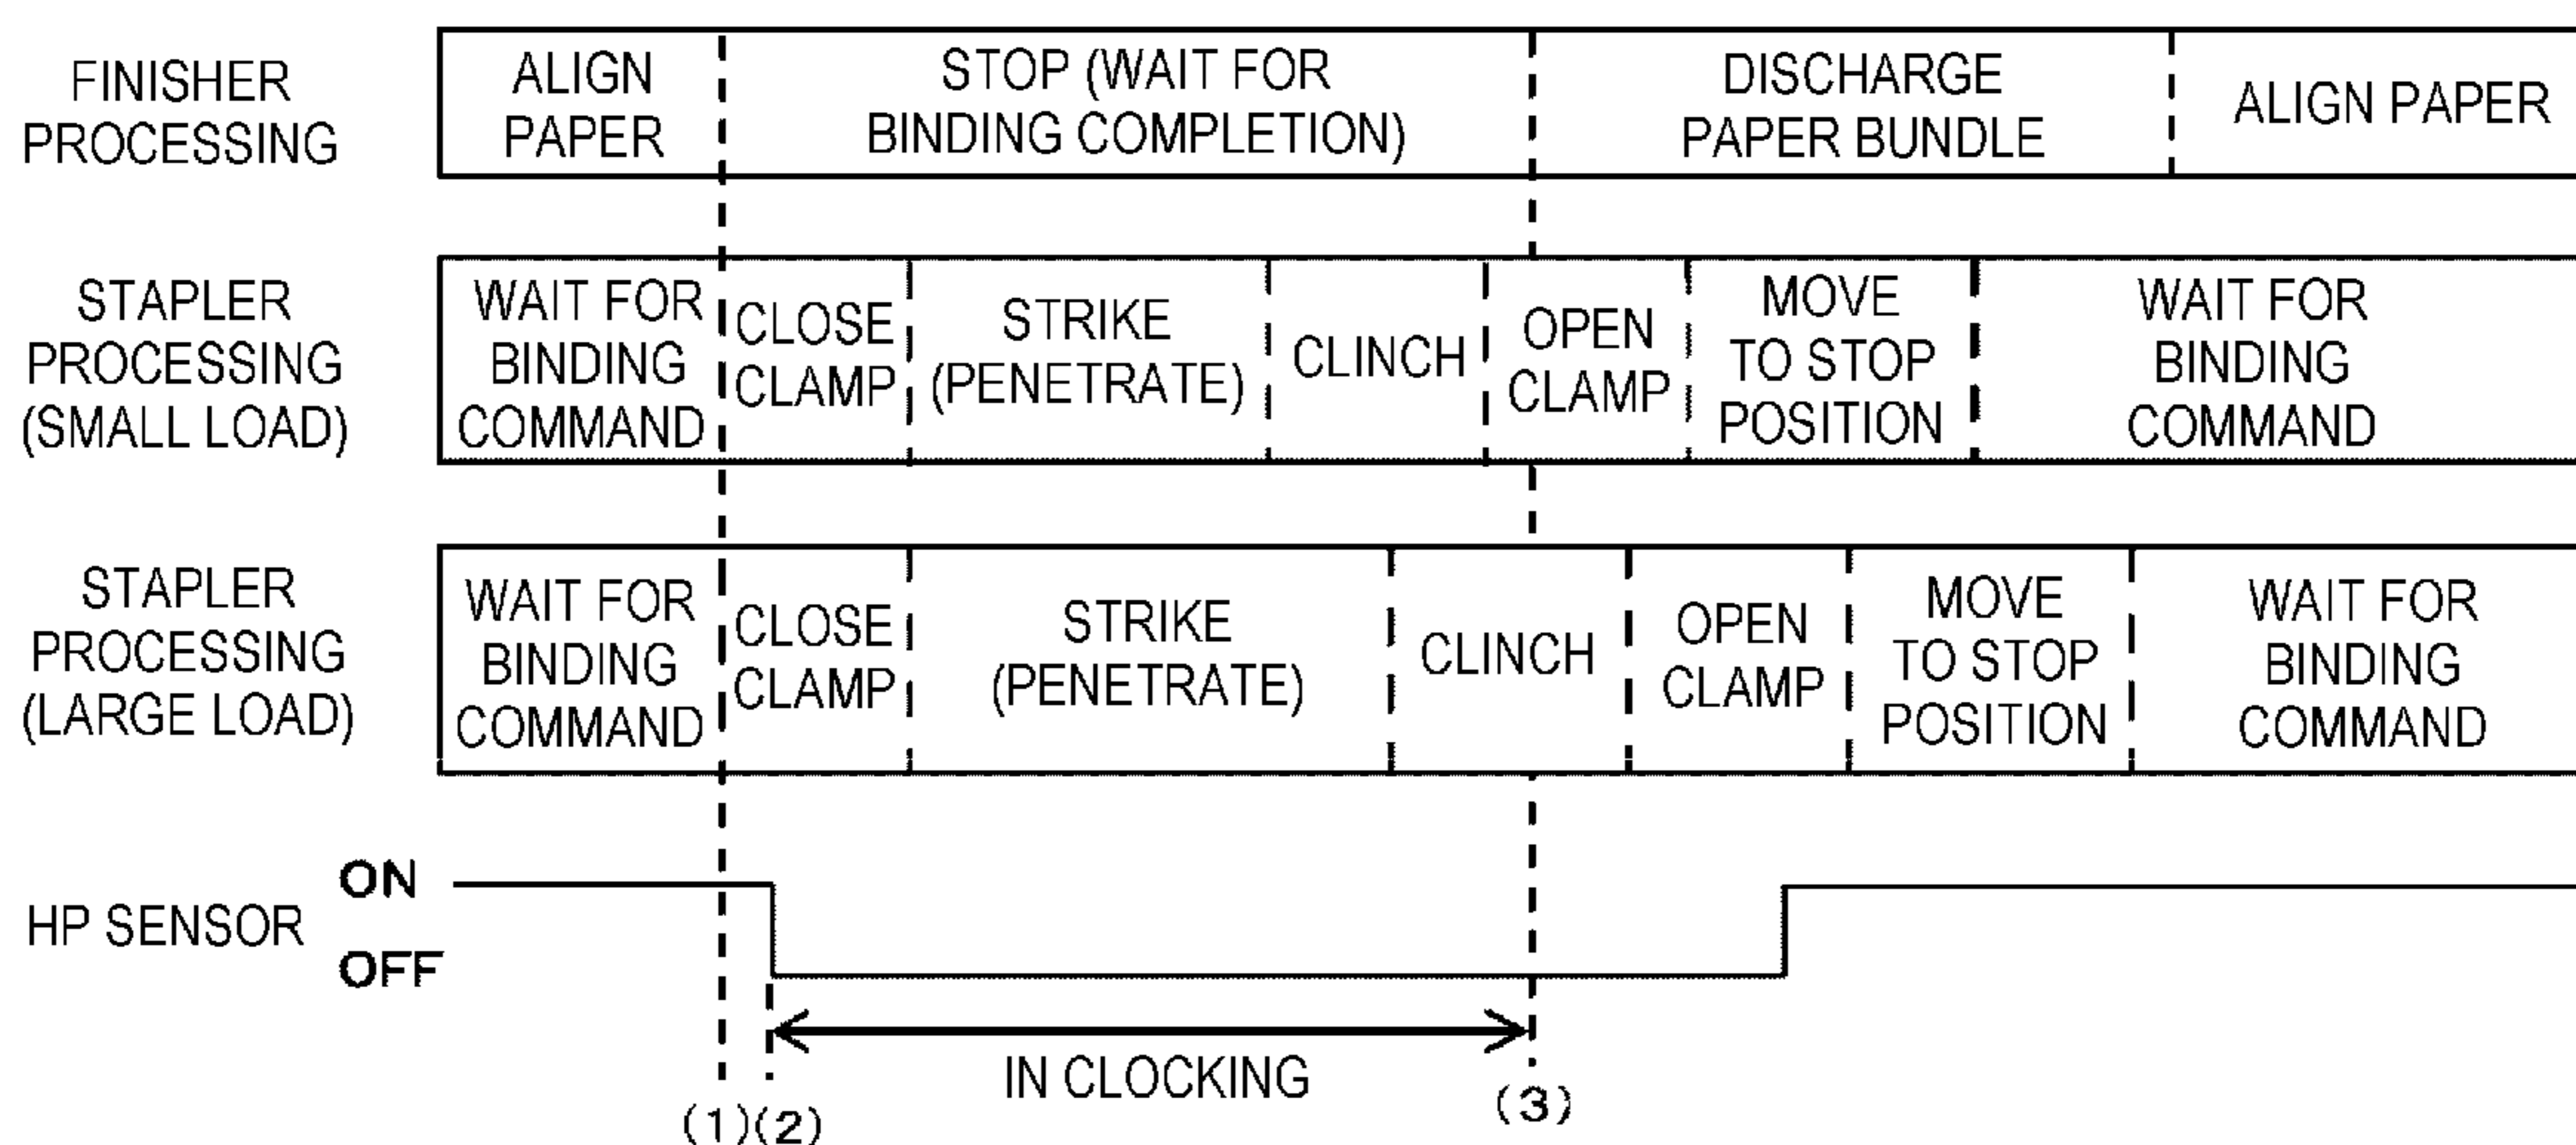 FINISHER
PROCESSING
ALIGN
PAPER
STOP (WAIT FOR
BINDING COMPLETION)
DISCHARGE
PAPER BUNDLE
ALIGN PAPER
STAPLER
PROCESSING
(SMALL LOAD)
WAIT FOR
BINDING
COMMAND
CLOSE
CLAMP
STRIKE
(PENETRATE)
CLINCH
OPEN
CLAMP
MOVE
TO STOP
POSITION
WAIT FOR
BINDING
COMMAND
STAPLER
PROCESSING
(LARGE LOAD)
WAIT FOR
BINDING
COMMAND
CLOSE
CLAMP
STRIKE
(PENETRATE)
CLINCH
OPEN
CLAMP
MOVE
TO STOP
POSITION
WAIT FOR
BINDING
COMMAND
HP SENSOR
ON
OFF
IN CLOCKING
(1)(2)
(3)